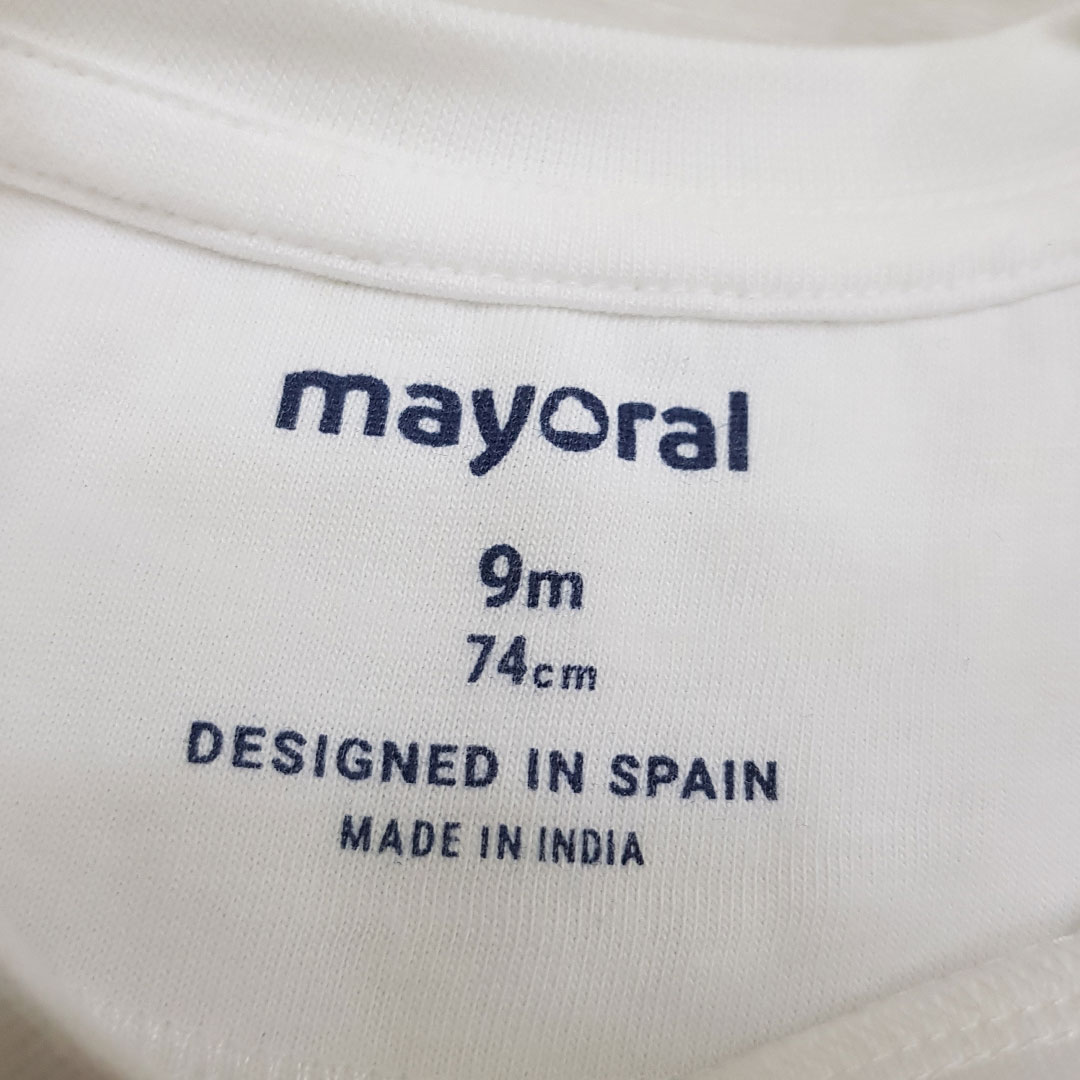 mayoral
9m
74cm
DESIGNED IN SPAIN
MADE IN INDIA